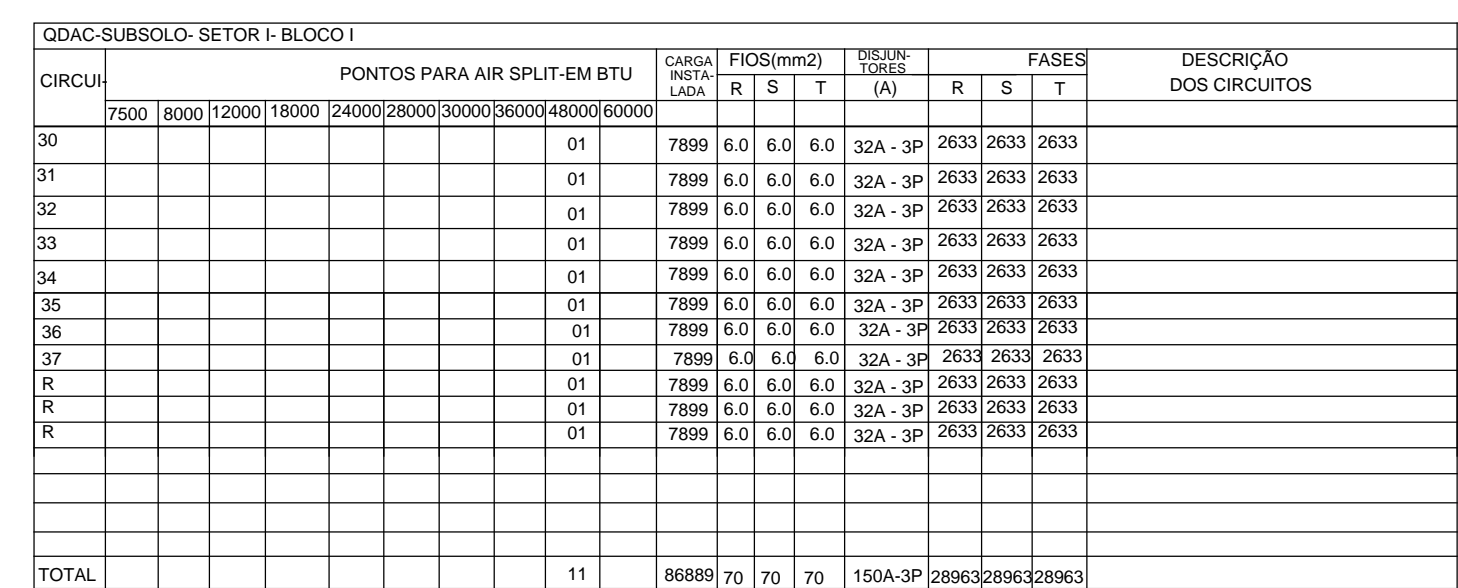 QDAC-SUBSOLO- SETOR I- BLOCO I
CIRCUI- PONTOS PARA AIR SPLIT-EM BTU CARGA INSTA- LADA FIOS(mm2) DISJUN- TORES FASES DESCRIÇÃO
R S T (A) R S T DOS CIRCUITOS
7500 8000 12000 18000 24000 28000 30000 36000 48000 60000
30 01 7899 6.0 6.0 6.0 32A - 3P 2633 2633 2633
31 01 7899 6.0 6.0 6.0 32A - 3P 2633 2633 2633
32 01 7899 6.0 6.0 6.0 32A - 3P 2633 2633 2633
33 01 7899 6.0 6.0 6.0 32A - 3P 2633 2633 2633
34 01 7899 6.0 6.0 6.0 32A - 3P 2633 2633 2633
35 01 7899 6.0 6.0 6.0 32A - 3P 2633 2633 2633
36 01 7899 6.0 6.0 6.0 32A - 3P 2633 2633 2633
37 01 7899 6.0 6.0 6.0 32A - 3P 2633 2633 2633
R 01 7899 6.0 6.0 6.0 32A - 3P 2633 2633 2633
R 01 7899 6.0 6.0 6.0 32A - 3P 2633 2633 2633
R 01 7899 6.0 6.0 6.0 32A - 3P 2633 2633 2633
TOTAL 11 86889 70 70 70 150A-3P 28963 28963 28963